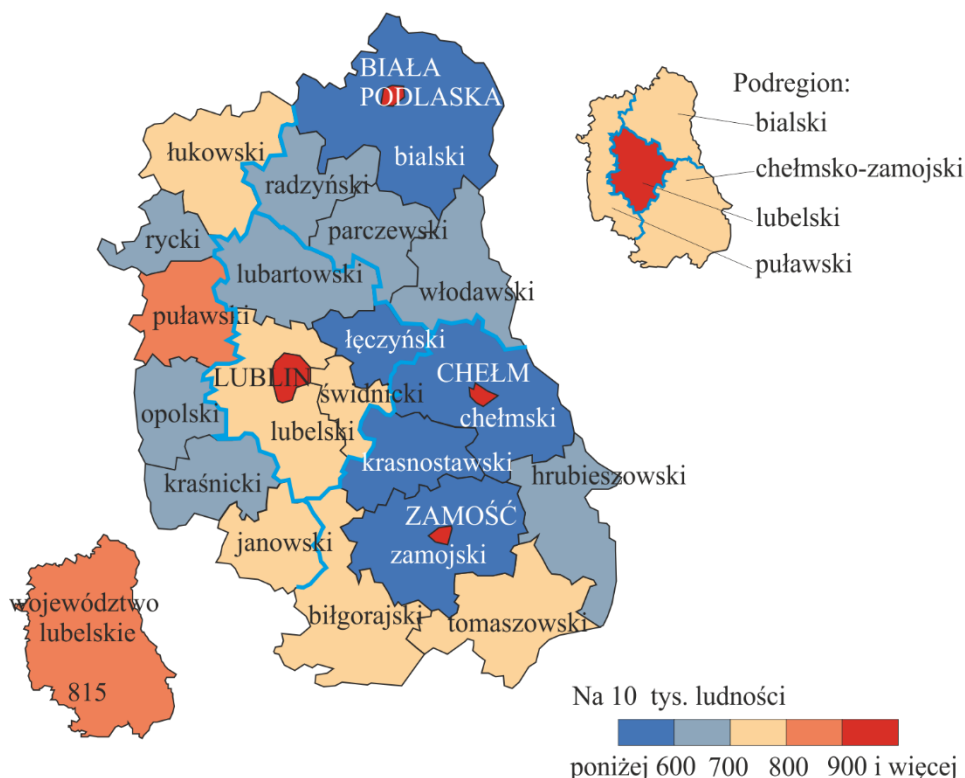 BIAŁA
PODLASKA
bialski
łukowski
radzyński
parczewski
rycki
lubartowski
włodawski
puławski
łęczyński
LUBLIN
świdnicki
CHEŁM
chełmski
opolski
lubelski
krasnostawski
hrubieszowski
kraśnicki
ZAMOŚĆ
zamojski
janowski
biłgorajski
tomaszowski
Podregion:
bialski
chełmsko-zamojski
lubelski
puławski
województwo
lubelskie
815
Na 10 tys. ludności
poniżej 600 700 800 900 i więcej